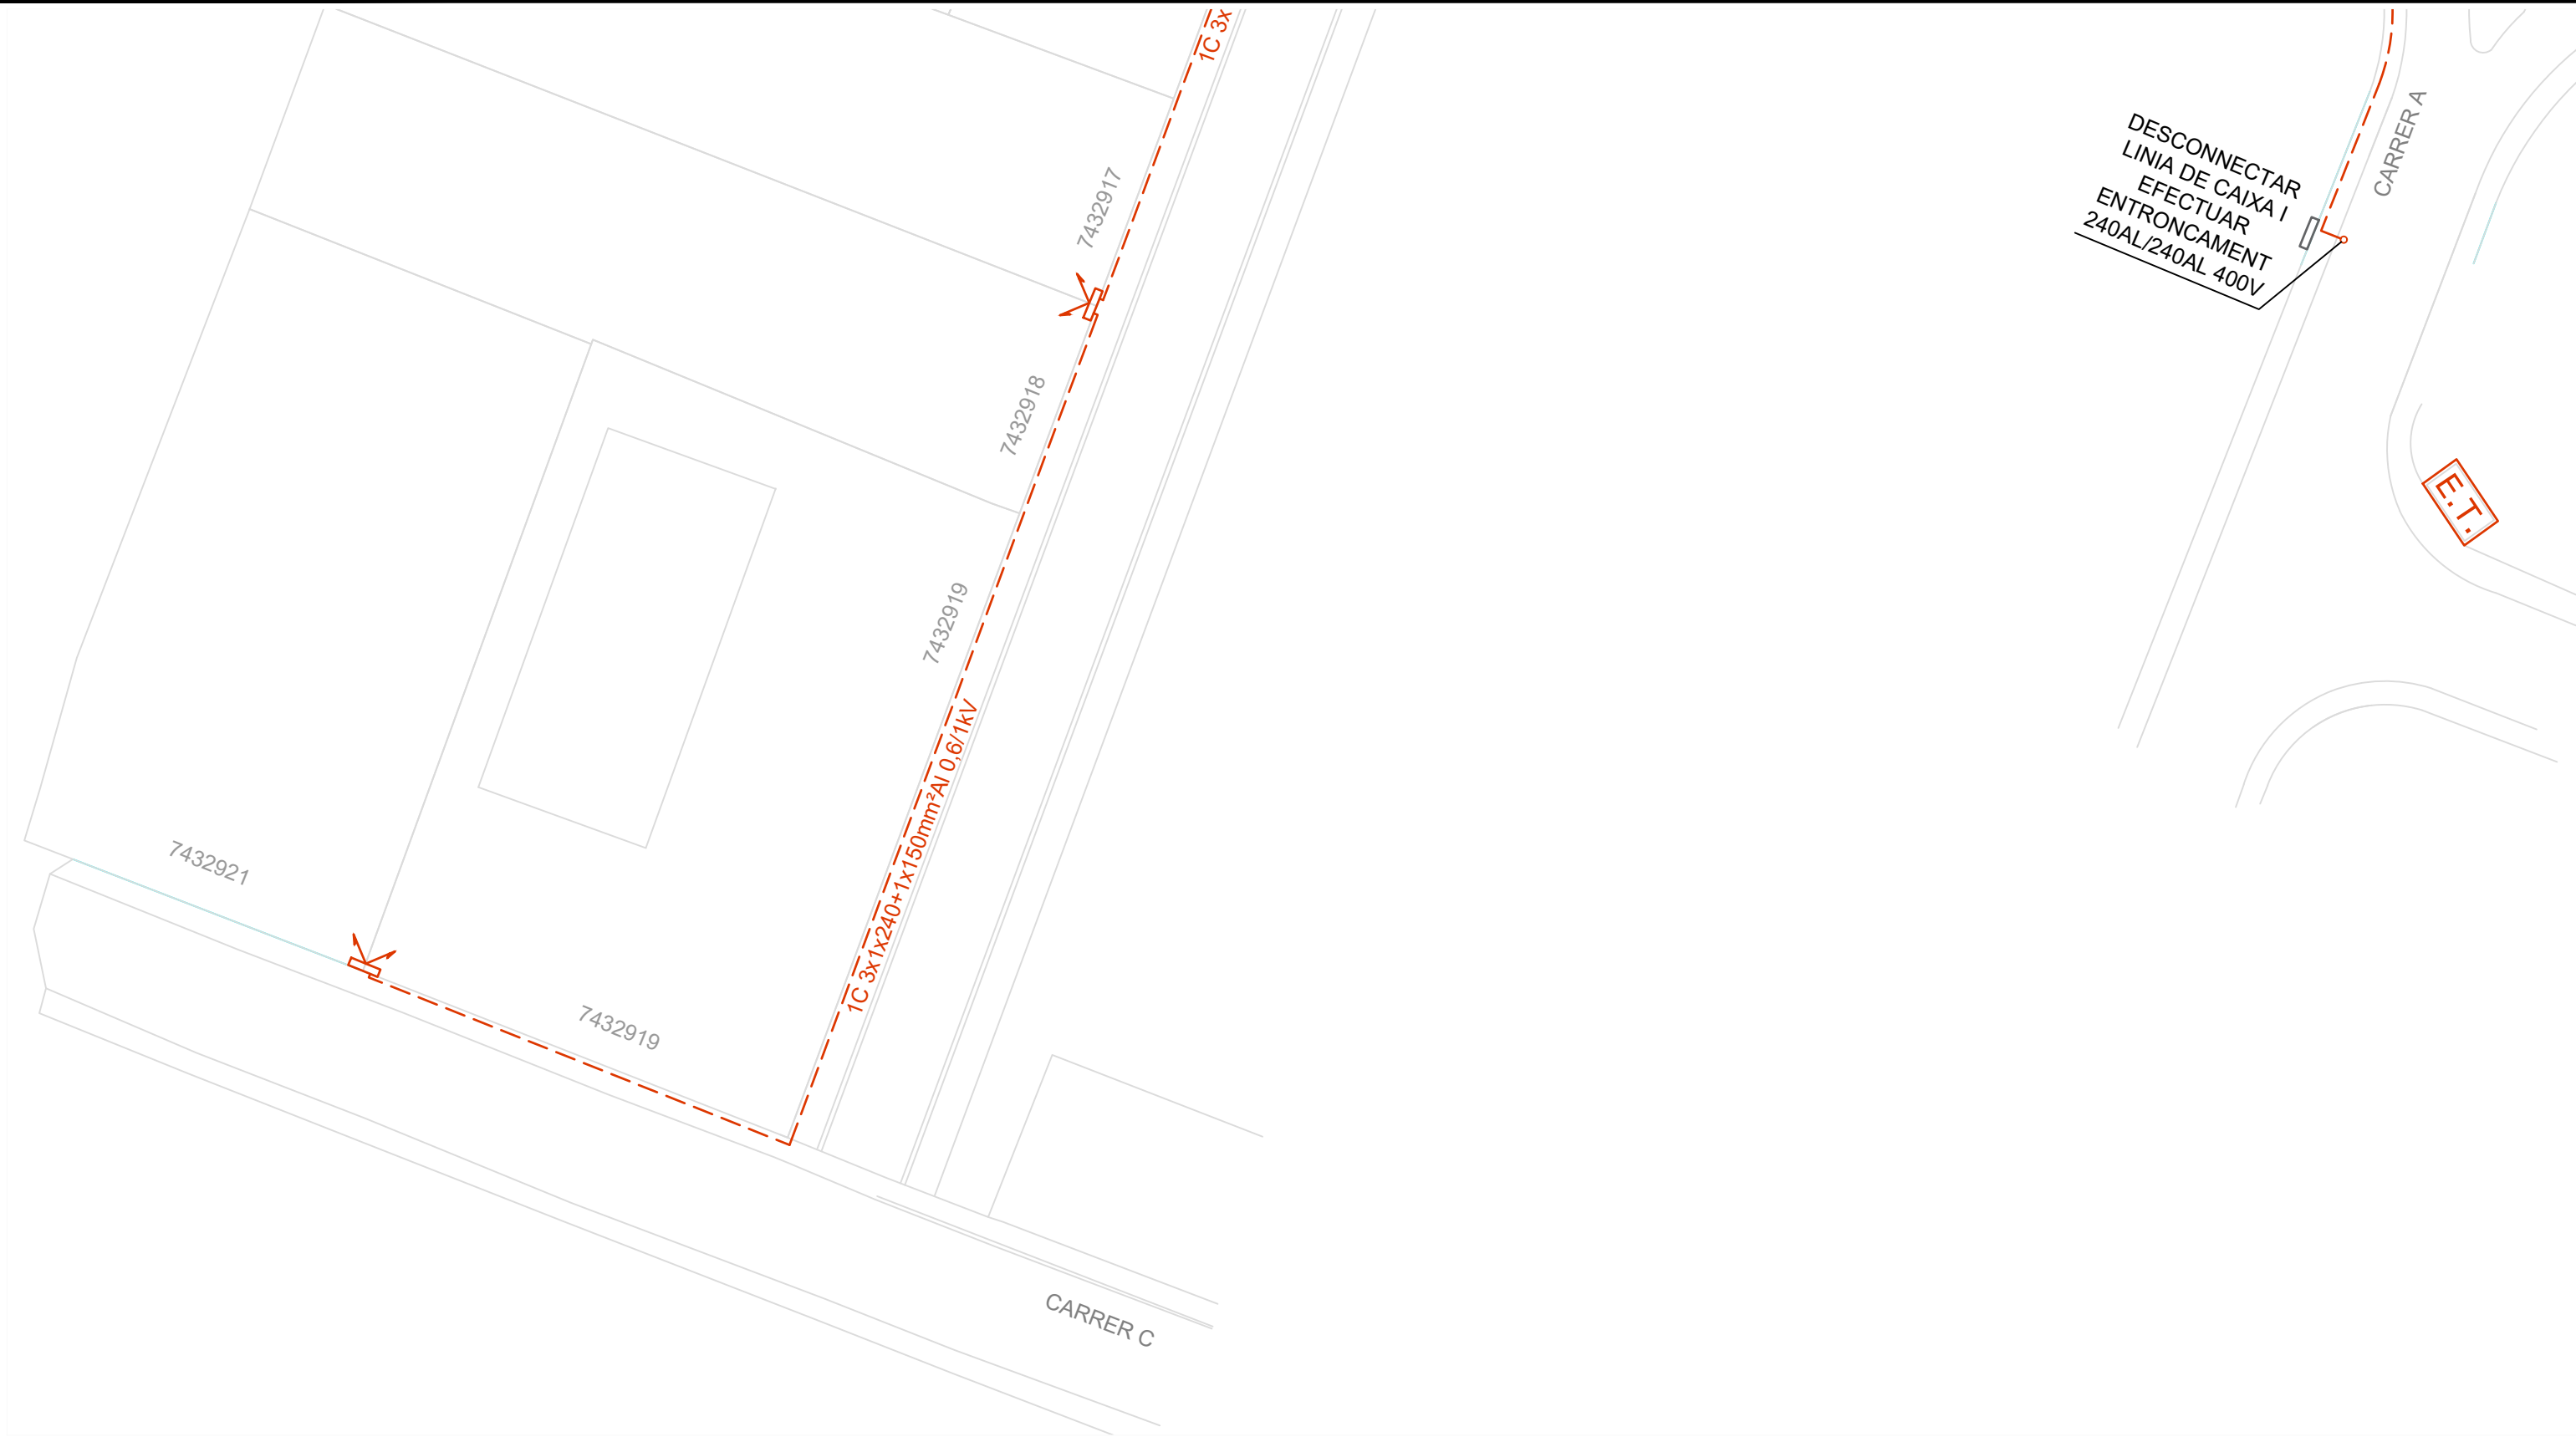 1C 3x
CARRER A
DESCONNECTAR
LINIA DE CAIXA I
EFECTUAR
ENTRONCAMENT
240AL/240AL 400V
7432917
7432918
E.T.
7432919
1C 3x1x240+1x150mm²Al 0,6/1kV
7432921
7432919
CARRER C